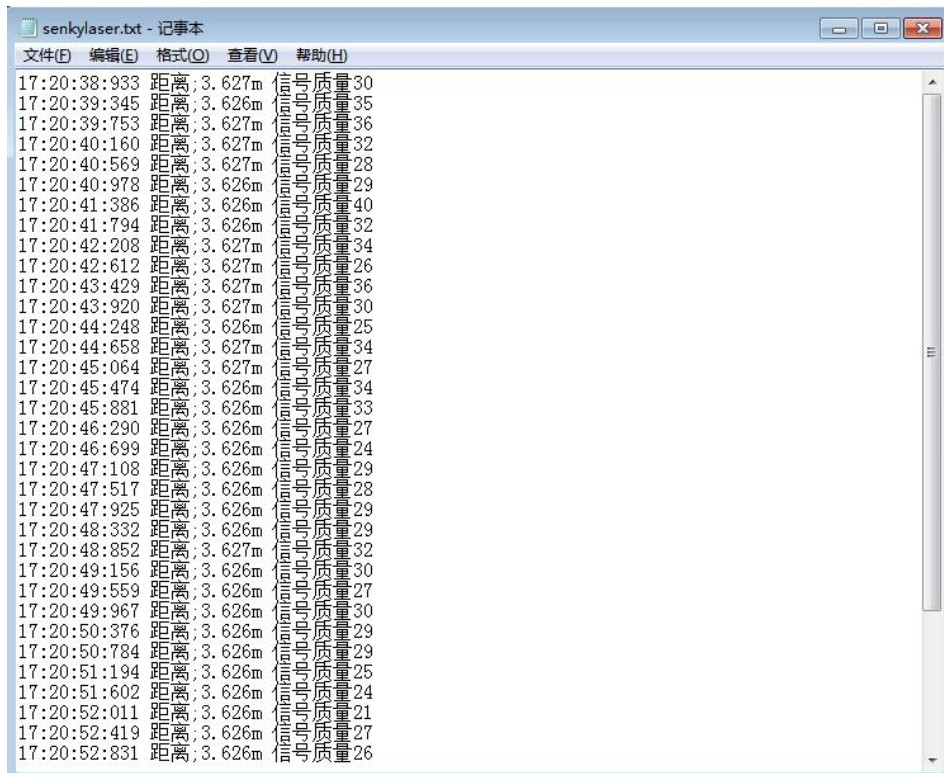 senkylaser.txt - 记事本
文件(F) 编辑(E) 格式(O) 查看(V) 帮助(H)
17:20:38:933 距离;3.627m 信号质量30
17:20:39:345 距离;3.626m 信号质量35
17:20:39:753 距离;3.627m 信号质量36
17:20:40:160 距离;3.627m 信号质量32
17:20:40:569 距离;3.627m 信号质量28
17:20:40:978 距离;3.626m 信号质量29
17:20:41:386 距离;3.626m 信号质量40
17:20:41:794 距离;3.626m 信号质量32
17:20:42:208 距离;3.627m 信号质量34
17:20:42:612 距离;3.627m 信号质量26
17:20:43:429 距离;3.627m 信号质量36
17:20:43:920 距离;3.627m 信号质量30
17:20:44:248 距离;3.626m 信号质量25
17:20:44:658 距离;3.627m 信号质量34
17:20:45:064 距离;3.627m 信号质量27
17:20:45:474 距离;3.626m 信号质量34
17:20:45:881 距离;3.626m 信号质量33
17:20:46:290 距离;3.626m 信号质量27
17:20:46:699 距离;3.626m 信号质量24
17:20:47:108 距离;3.626m 信号质量29
17:20:47:517 距离;3.626m 信号质量28
17:20:47:925 距离;3.626m 信号质量29
17:20:48:332 距离;3.626m 信号质量29
17:20:48:852 距离;3.627m 信号质量32
17:20:49:156 距离;3.626m 信号质量30
17:20:49:559 距离;3.626m 信号质量27
17:20:49:967 距离;3.626m 信号质量30
17:20:50:376 距离;3.626m 信号质量29
17:20:50:784 距离;3.626m 信号质量29
17:20:51:194 距离;3.626m 信号质量25
17:20:51:602 距离;3.626m 信号质量24
17:20:52:011 距离;3.626m 信号质量21
17:20:52:419 距离;3.626m 信号质量27
17:20:52:831 距离;3.626m 信号质量26